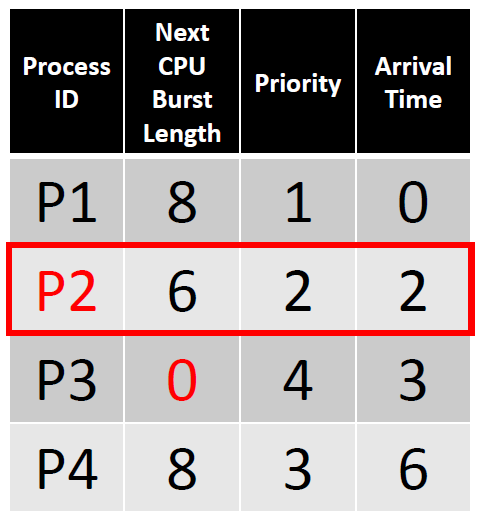 Process ID Next CPU Burst Length Priority Arrival Time
P1 8 1 0
P2 6 2 2
P3 0 4 3
P4 8 3 6